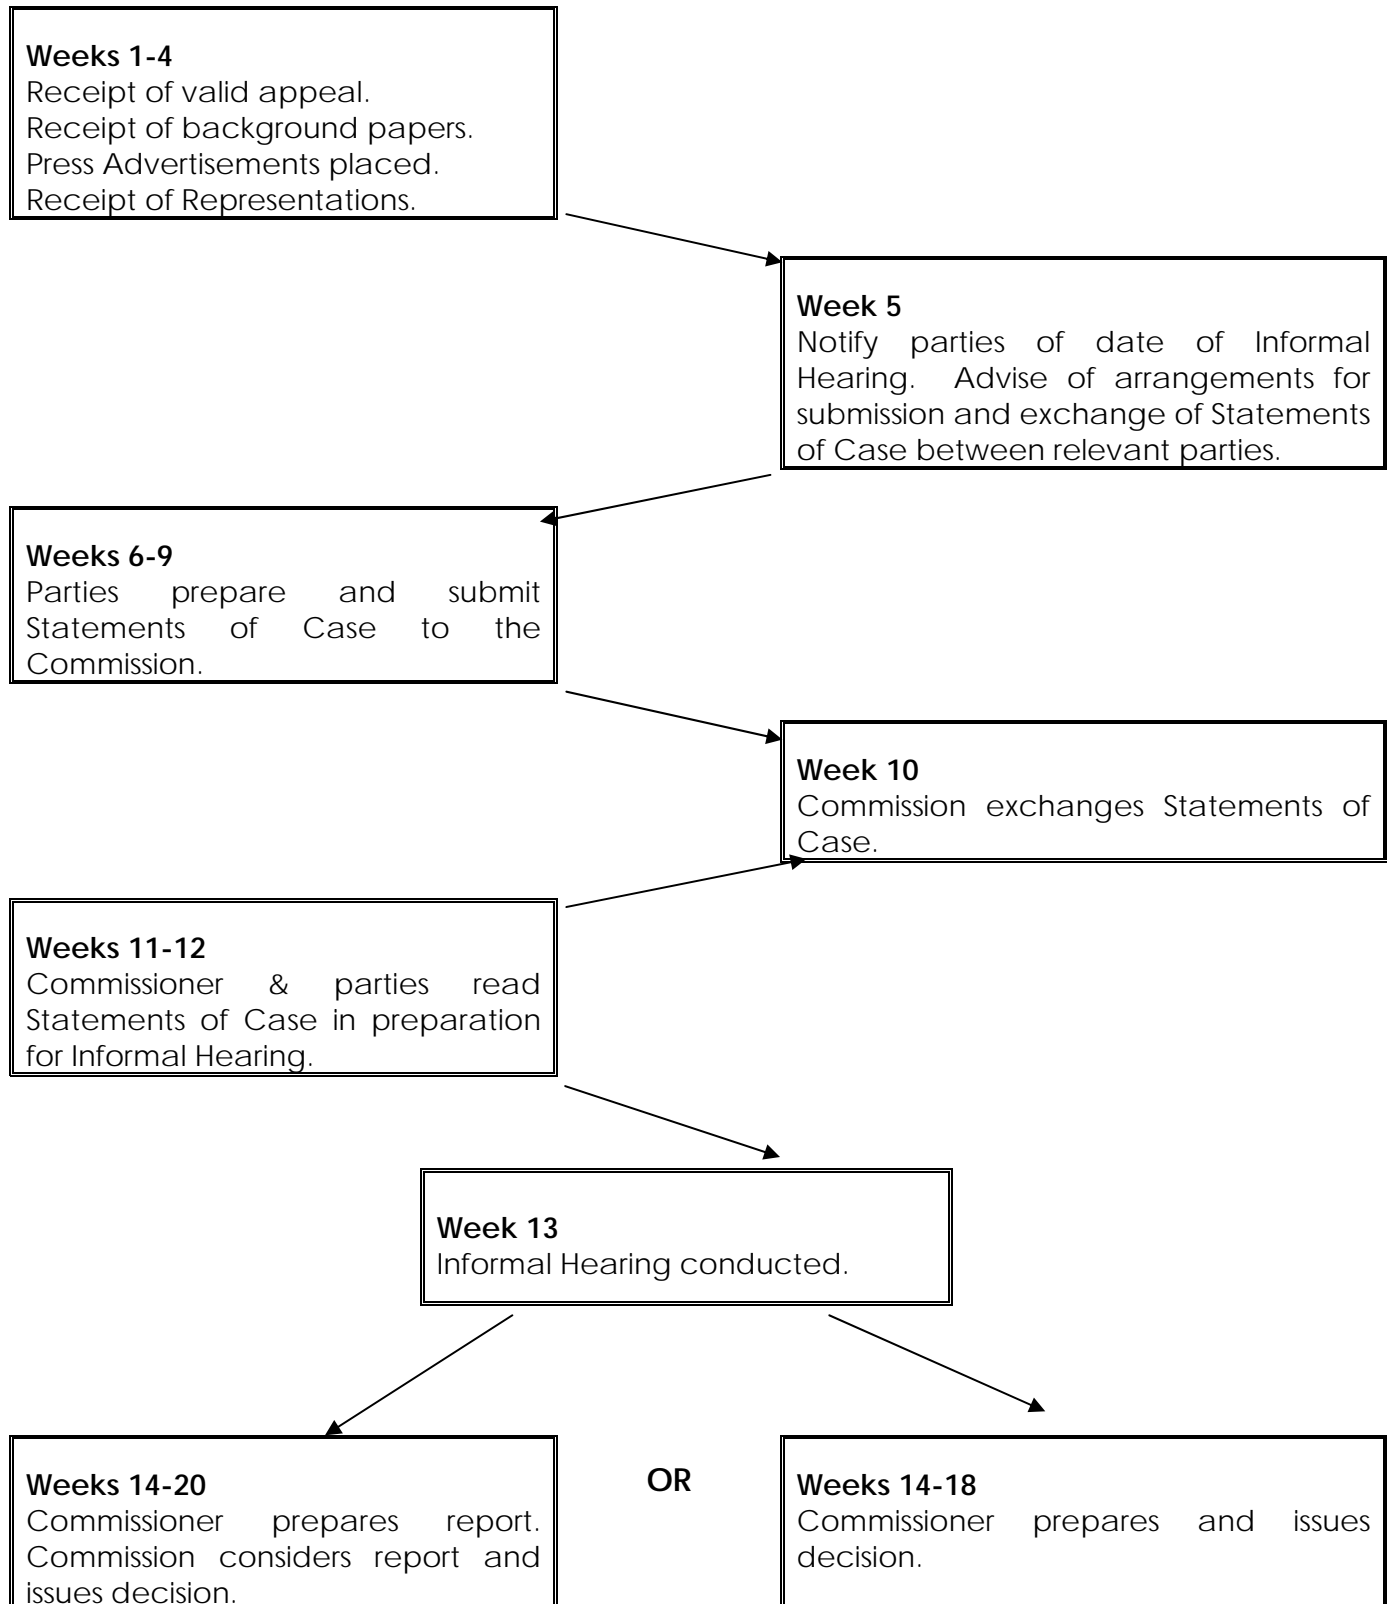 Weeks 1-4
Receipt of valid appeal.
Receipt of background papers.
Press Advertisements placed.
Receipt of Representations.
Week 5
Notify parties of date of Informal
Hearing. Advise of arrangements for
submission and exchange of Statements
of Case between relevant parties.
Weeks 6-9
Parties prepare and submit
Statements of Case to the
Commission.
Week 10
Commission exchanges Statements of
Case.
Weeks 11-12
Commissioner & parties read
Statements of Case in preparation
for Informal Hearing.
Week 13
Informal Hearing conducted.
Weeks 14-20
Commissioner prepares report.
Commission considers report and
issues decision.
OR
Weeks 14-18
Commissioner prepares and issues
decision.